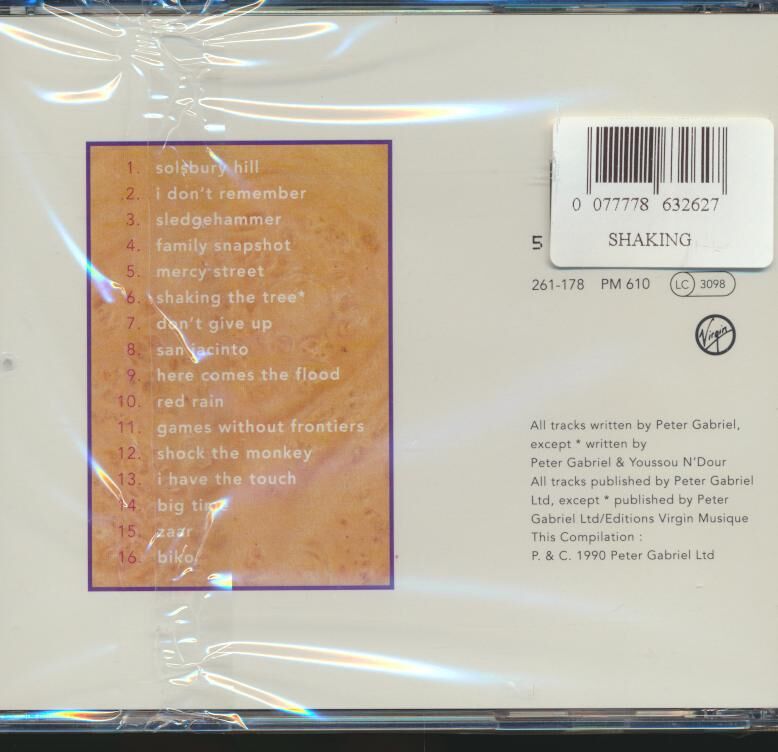 1. solsbury hill
2. i don't remember
3. sledgehammer
4. family snapshot
5. mercy street
6. shaking the tree*
7. don't give up
8. san jacinto
9. here comes the flood
10. red rain
11. games without frontiers
12. shock the monkey
13. i have the touch
14. big time
15. zaar
16. biko
0 077778 632627
SHAKING
5
261-178 PM 610 LC 3098
Virgin
All tracks written by Peter Gabriel,
except * written by
Peter Gabriel & Youssou N'Dour
All tracks published by Peter Gabriel
Ltd, except * published by Peter
Gabriel Ltd/Editions Virgin Musique
This Compilation :
P. & C. 1990 Peter Gabriel Ltd